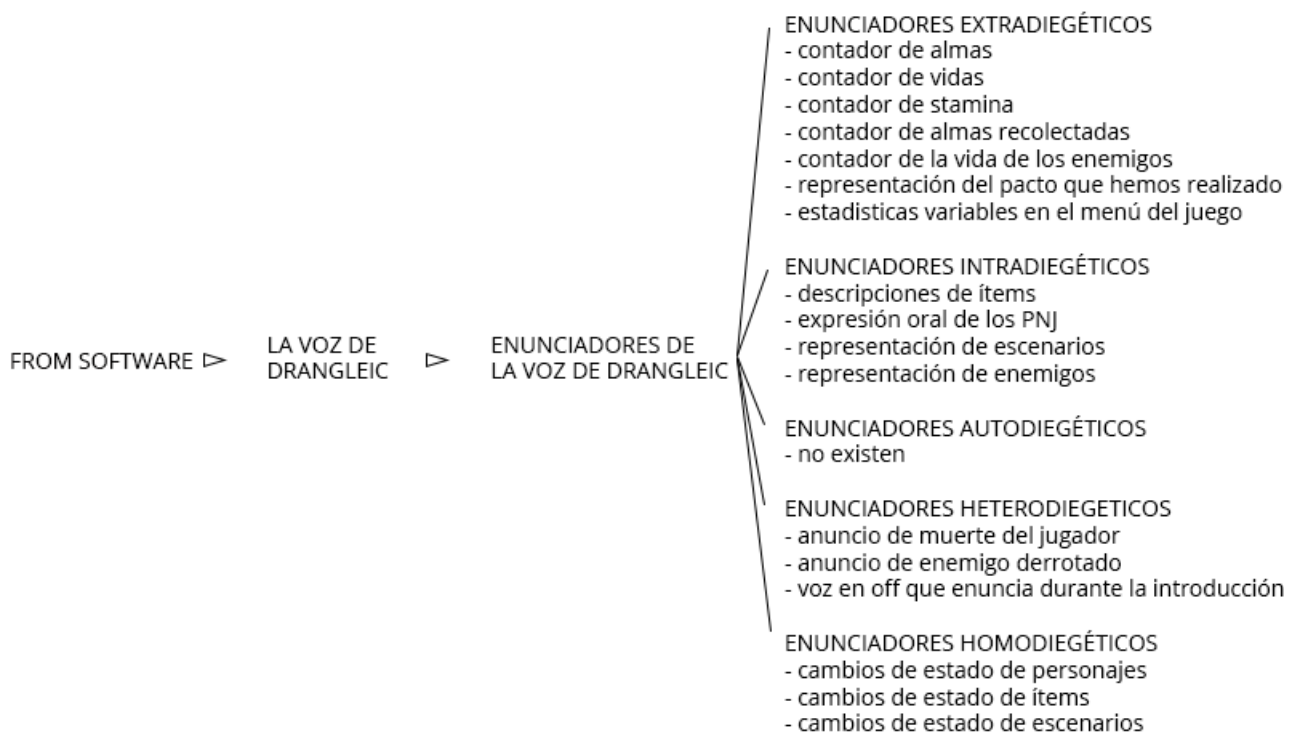 FROM SOFTWARE
LA VOZ DE
DRANGLEIC
ENUNCIADORES DE
LA VOZ DE DRANGLEIC
ENUNCIADORES EXTRADIEGÉTICOS
- contador de almas
- contador de vidas
- contador de stamina
- contador de almas recolectadas
- contador de la vida de los enemigos
- representación del pacto que hemos realizado
- estadisticas variables en el menú del juego
ENUNCIADORES INTRADIEGÉTICOS
- descripciones de ítems
- expresión oral de los PNJ
- representación de escenarios
- representación de enemigos
ENUNCIADORES AUTODIEGÉTICOS
- no existen
ENUNCIADORES HETERODIEGETICOS
- anuncio de muerte del jugador
- anuncio de enemigo derrotado
- voz en off que enuncia durante la introducción
ENUNCIADORES HOMODIEGÉTICOS
- cambios de estado de personajes
- cambios de estado de ítems
- cambios de estado de escenarios